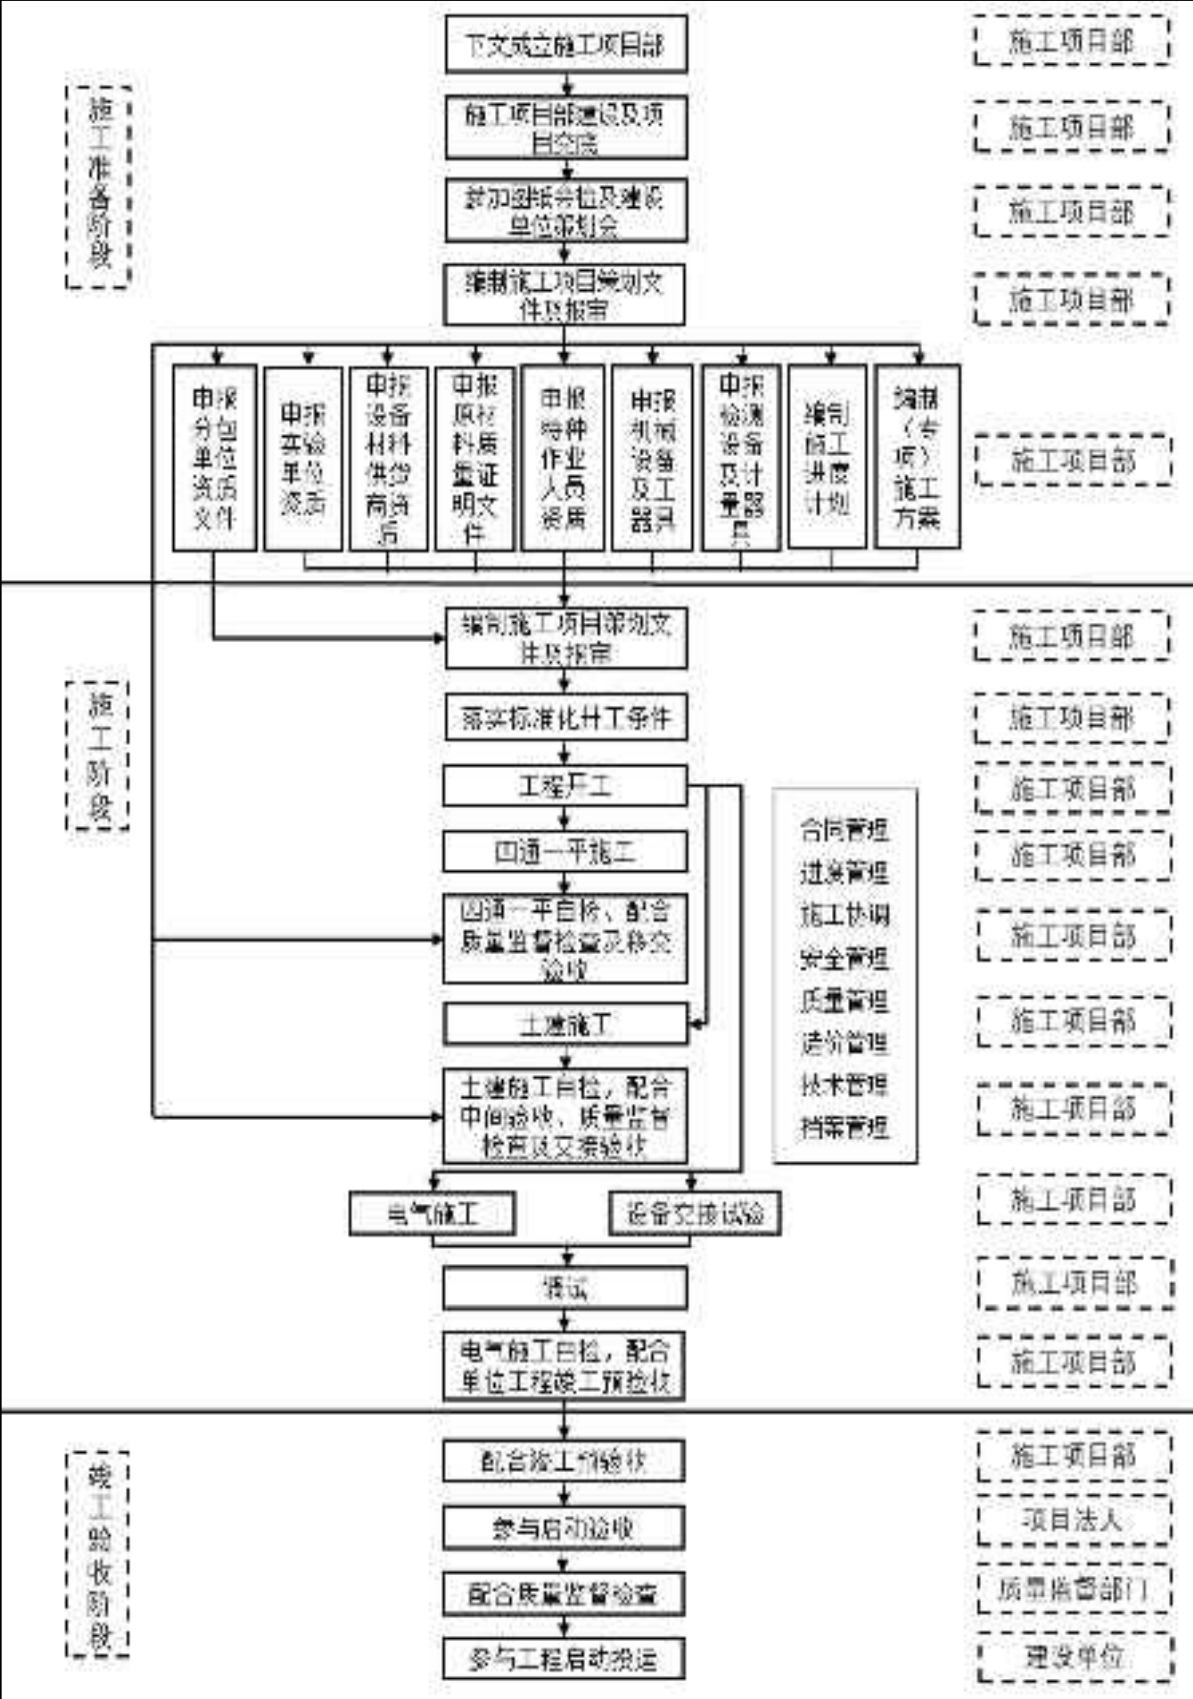 下文成立施工项目部
施工项目部
施工准备阶段
施工项目部建设及项
目交底
施工项目部
参加图纸会检及建设
单位策划会
施工项目部
编制施工项目策划文
件及报审
施工项目部
申报
分包
单位
资质
文件
申报
实验
单位
资质
申报
设备
材料
供货
商资
质
申报
原材
料质
量证
明文
件
申报
特种
作业
人员
资质
申报
机械
设备
及工
器具
申报
检测
设备
及计
量器
具
编制
施工
进度
计划
编制
（专
项）
施工
方案
施工项目部
施工阶段
编制施工项目策划文
件及报审
施工项目部
落实标准化开工条件
施工项目部
工程开工
施工项目部
四通一平施工
施工项目部
四通一平自检、配合
质量监督检查及移交
验收
施工项目部
土建施工
施工项目部
土建施工自检，配合
中间验收、质量监督
检查及交接验收
施工项目部
合同管理
进度管理
施工协调
安全管理
质量管理
造价管理
技术管理
档案管理
电气施工
设备交接试验
施工项目部
调试
施工项目部
电气施工自检，配合
单位工程竣工预验收
施工项目部
竣工验收阶段
配合竣工预验收
施工项目部
参与启动验收
项目法人
配合质量监督检查
质量监督部门
参与工程启动投运
建设单位